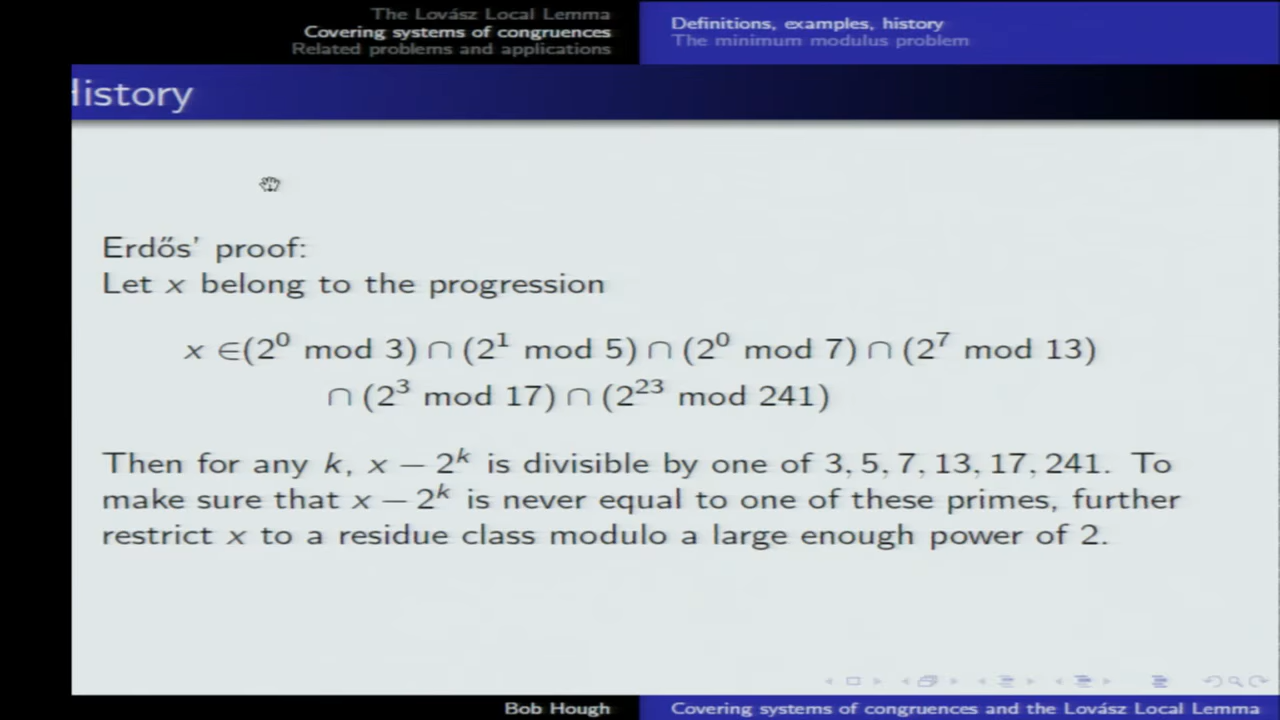 The Lovász Local Lemma
Covering systems of congruences
Related problems and applications
Definitions, examples, history
The minimum modulus problem
History
Erdős' proof:
Let x belong to the progression
x ∈(2⁰ mod 3) ∩ (2¹ mod 5) ∩ (2⁰ mod 7) ∩ (2⁷ mod 13)
∩ (2³ mod 17) ∩ (2²³ mod 241)
Then for any k, x − 2ᵏ is divisible by one of 3, 5, 7, 13, 17, 241. To
make sure that x − 2ᵏ is never equal to one of these primes, further
restrict x to a residue class modulo a large enough power of 2.
Bob Hough
Covering systems of congruences and the Lovász Local Lemma